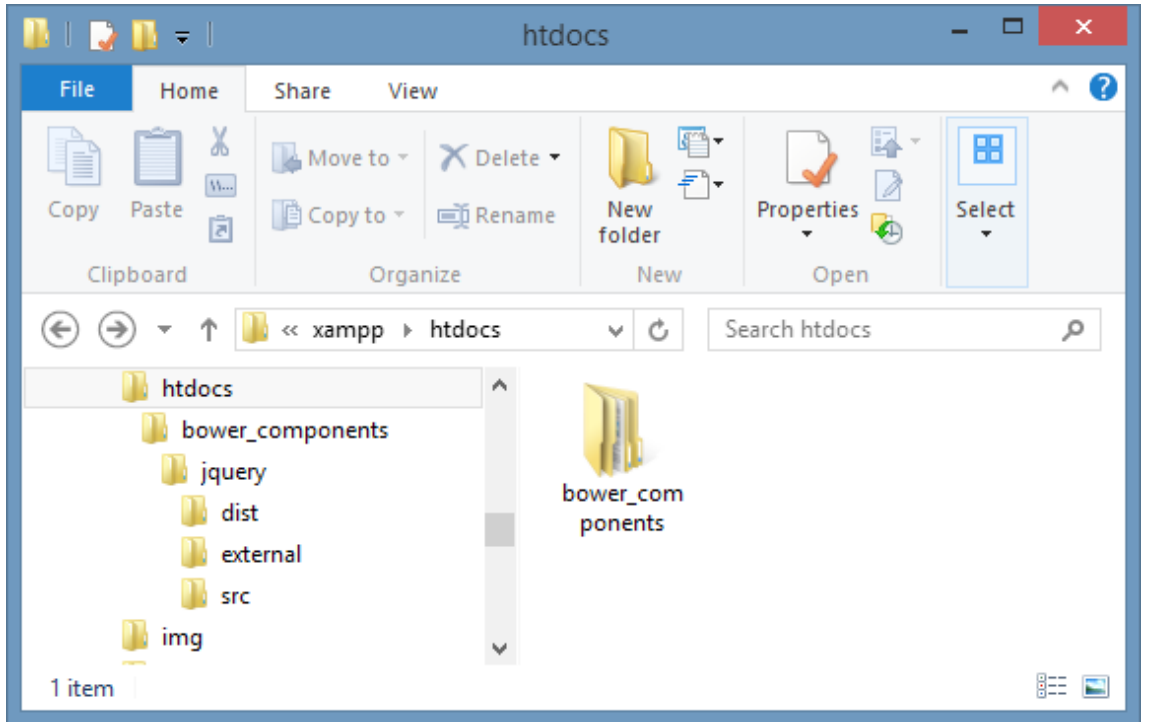 htdocs
File Home Share View
Copy
Paste
Move to
Copy to
Delete
Rename
New
folder
Properties
Select
Clipboard
Organize
New
Open
« xampp htdocs
Search htdocs
htdocs
bower_components
jquery
dist
external
src
img
bower_com
ponents
1 item